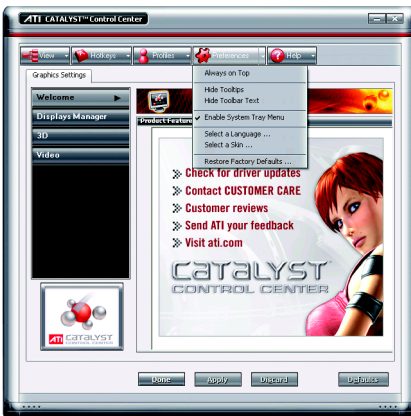 ATI CATALYST™ Control Center
View
Hotkeys
Profiles
Preferences
Help
Graphics Settings
Always on Top
Hide Tooltips
Hide Toolbar Text
Enable System Tray Menu
Select a Language ...
Select a Skin ...
Restore Factory Defaults ...
Welcome
Displays Manager
3D
Video
Product Feature
Check for driver updates
Contact CUSTOMER CARE
Customer reviews
Send ATI your feedback
Visit ati.com
CATALYST
CONTROL CENTER
ATI CATALYST
CONTROL CENTER
Done
Apply
Discard
Defaults